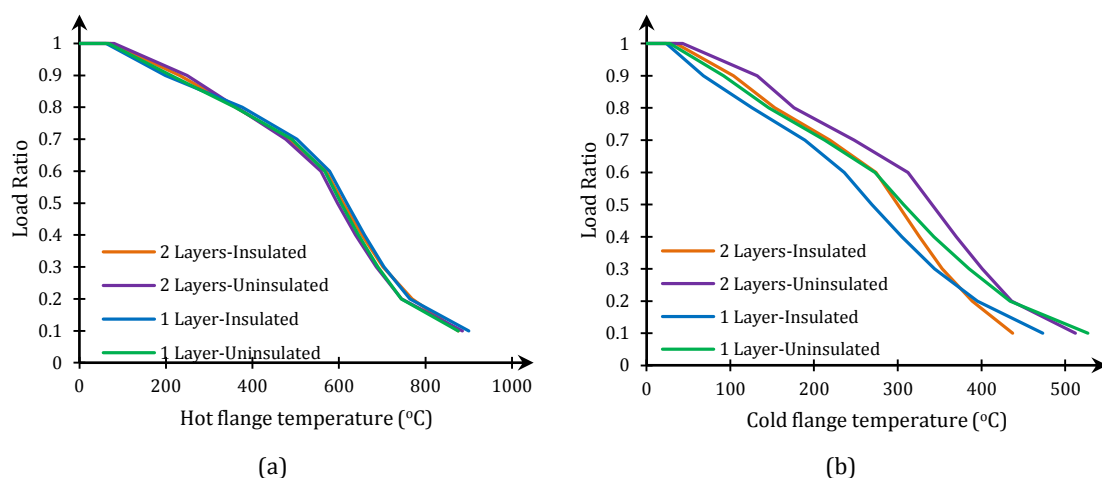 1
0.9
0.8
0.7
0.6
0.5
0.4
0.3
0.2
0.1
0
Load Ratio
2 Layers-Insulated
2 Layers-Uninsulated
1 Layer-Insulated
1 Layer-Uninsulated
0 200 400 600 800 1000
Hot flange temperature (°C)
(a)
1
0.9
0.8
0.7
0.6
0.5
0.4
0.3
0.2
0.1
0
Load Ratio
2 Layers-Insulated
2 Layers-Uninsulated
1 Layer-Insulated
1 Layer-Uninsulated
0 100 200 300 400 500
Cold flange temperature (°C)
(b)